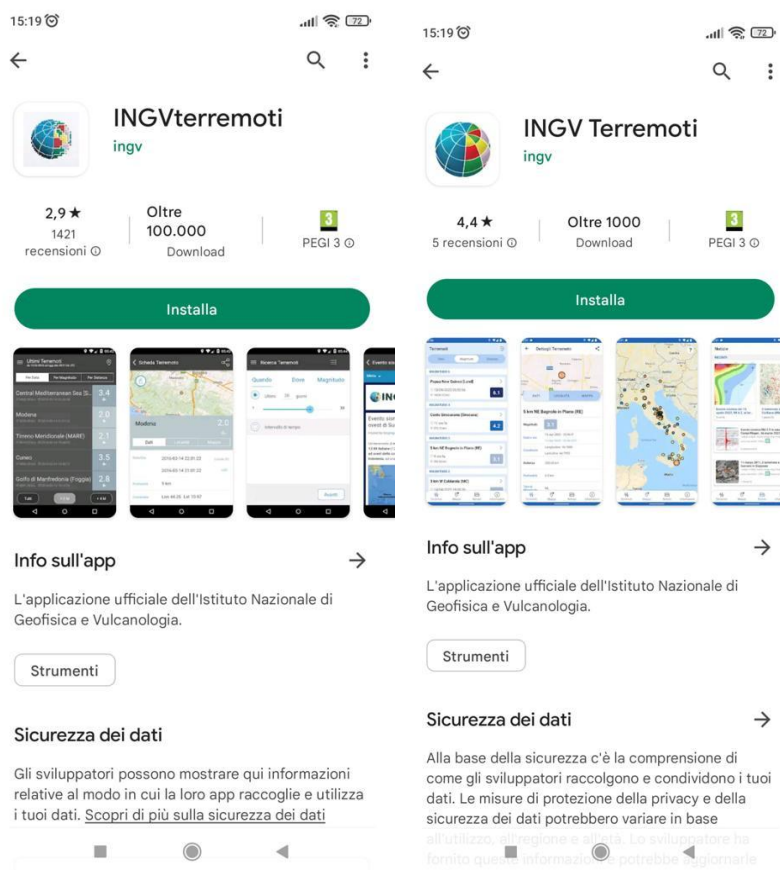 15:19
72
INGVterremoti
ingv
2,9 ★
1421
recensioni
Oltre
100.000
Download
3
PEGI 3
Installa
Ultimi Terremoti
Central Mediterranean Sea
3.4
Modena
2.0
Tirreno Meridionale (MARE)
2.1
Cuneo
3.5
Golfo di Manfredonia (Foggia)
2.8
Scheda Terremoto
Modena
2.0
Ricerca Terremoti
Quando
Dove
Magnitudo
Info sull'app
L'applicazione ufficiale dell'Istituto Nazionale di
Geofisica e Vulcanologia.
Strumenti
Sicurezza dei dati
Gli sviluppatori possono mostrare qui informazioni
relative al modo in cui la loro app raccoglie e utilizza
i tuoi dati. Scopri di più sulla sicurezza dei dati
15:19
72
INGV Terremoti
ingv
4,4 ★
5 recensioni
Oltre 1000
Download
3
PEGI 3
Installa
Terremoti
Dettagli Terremoto
Info sull'app
L'applicazione ufficiale dell'Istituto Nazionale di
Geofisica e Vulcanologia.
Strumenti
Sicurezza dei dati
Alla base della sicurezza c'è la comprensione di
come gli sviluppatori raccolgono e condividono i tuoi
dati. Le misure di protezione della privacy e della
sicurezza dei dati potrebbero variare in base
all'utilizzo, all'regione e all'età. Lo sviluppatore ha
fornito queste informazioni e potrebbe aggiornarle